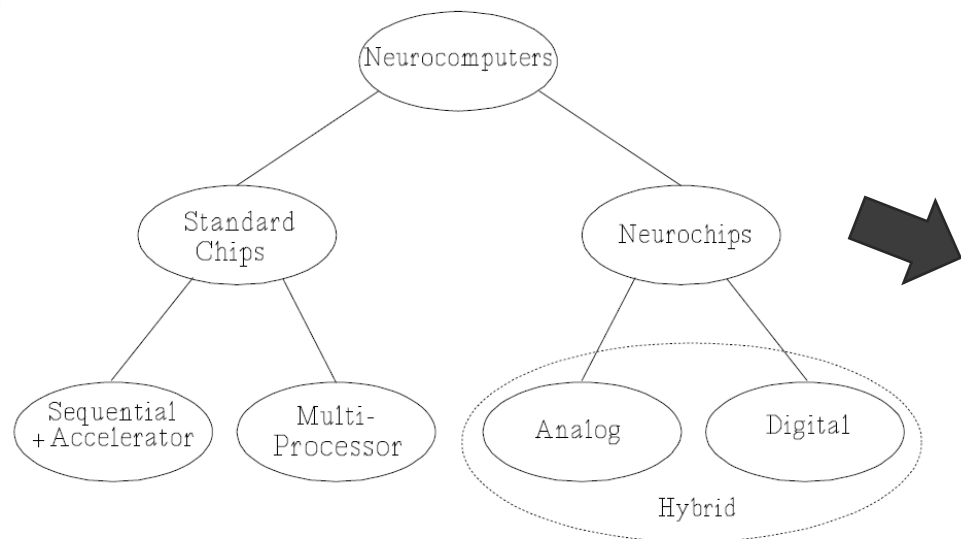 Neurocomputers
Standard
Chips
Neurochips
Sequential
+Accelerator
Multi-
Processor
Analog
Digital
Hybrid